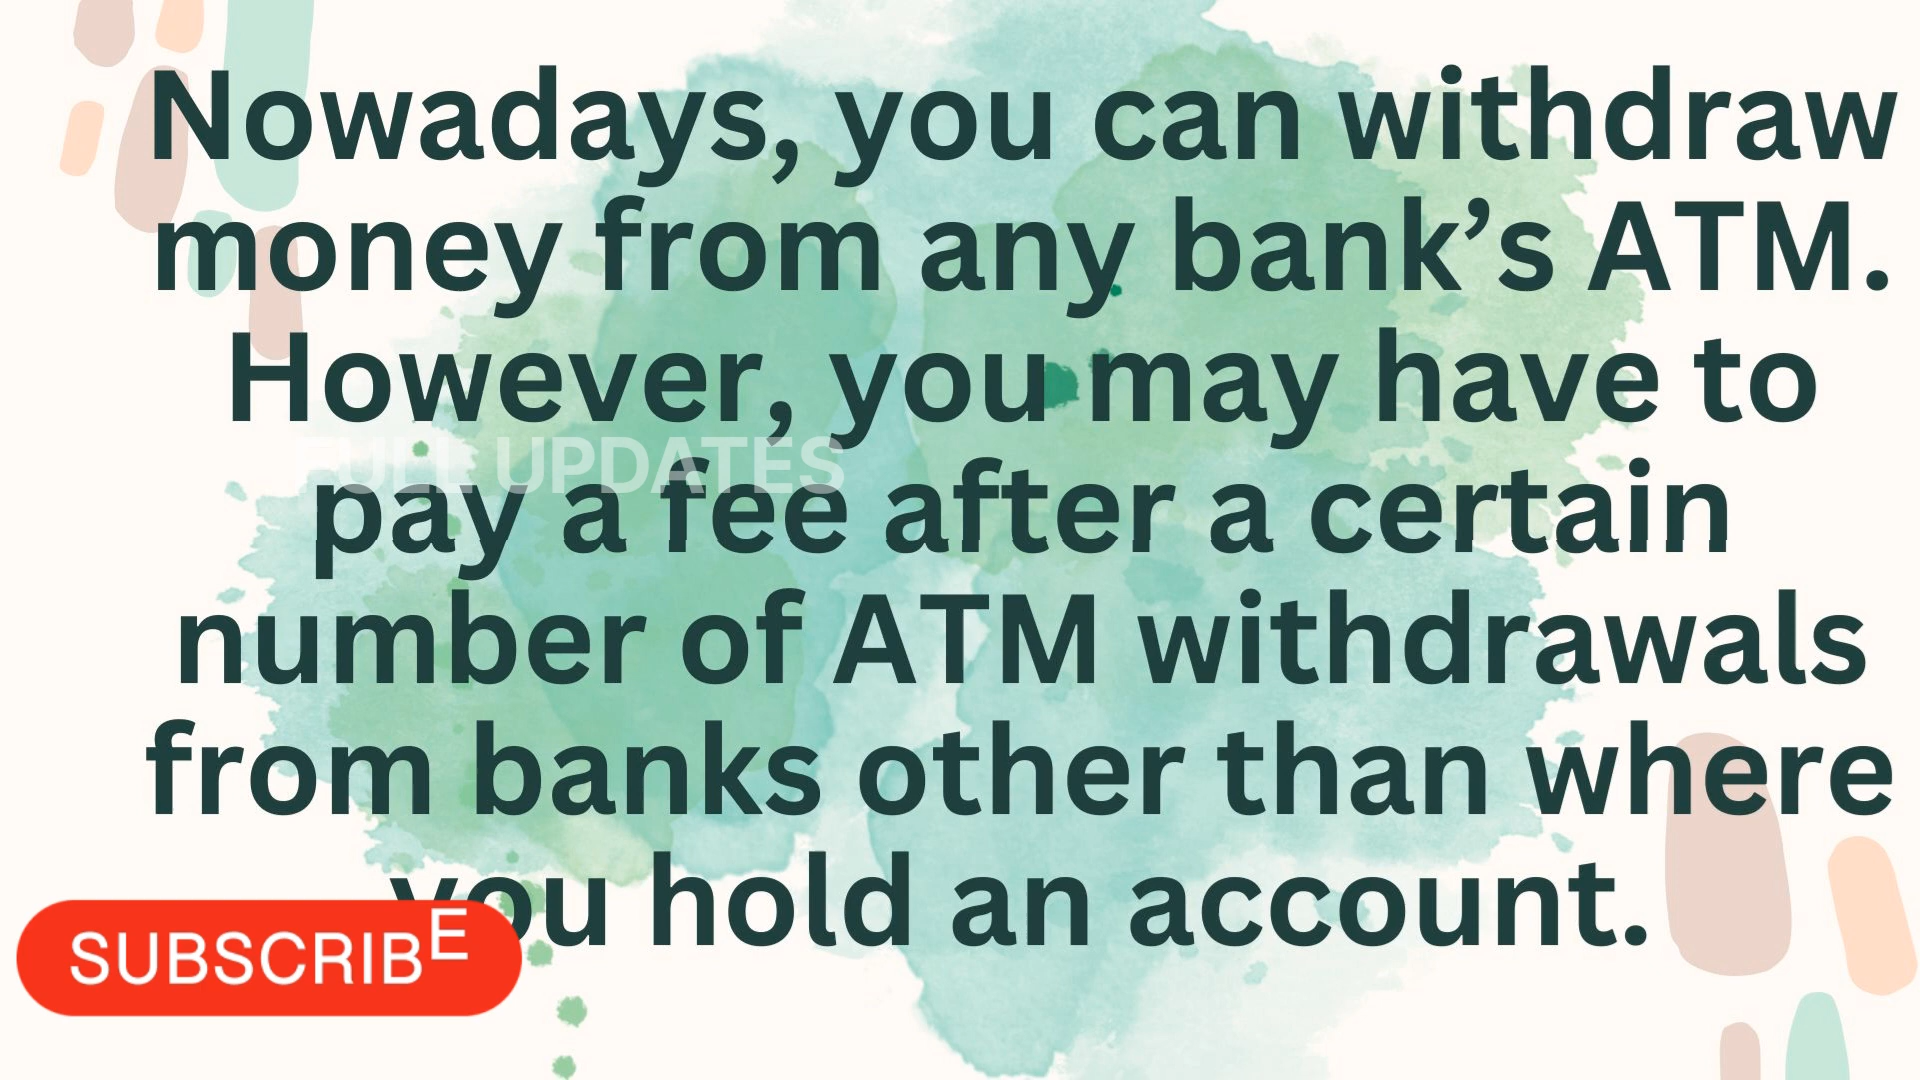 Nowadays, you can withdraw
money from any bank’s ATM.
However, you may have to
FULL UPDATES
pay a fee after a certain
number of ATM withdrawals
from banks other than where
you hold an account.
SUBSCRIBE